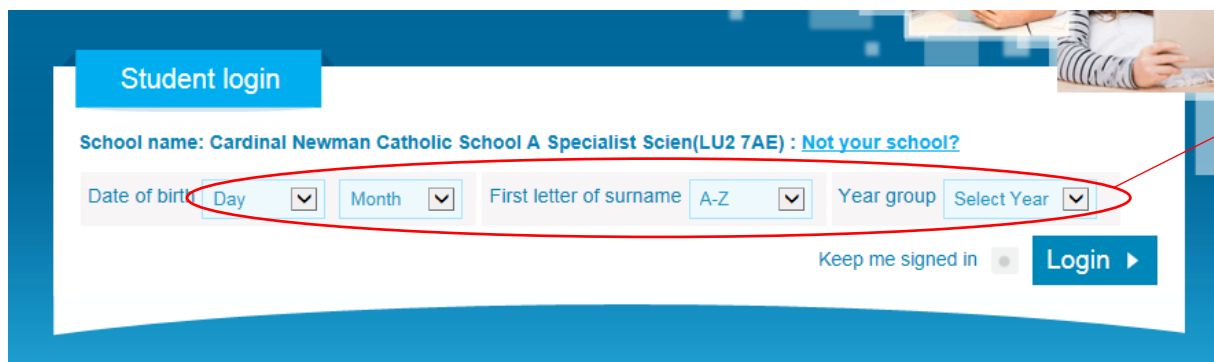 Student login
School name: Cardinal Newman Catholic School A Specialist Scien(LU2 7AE) : Not your school?
Date of birth Day Month First letter of surname A-Z Year group Select Year
Keep me signed in Login